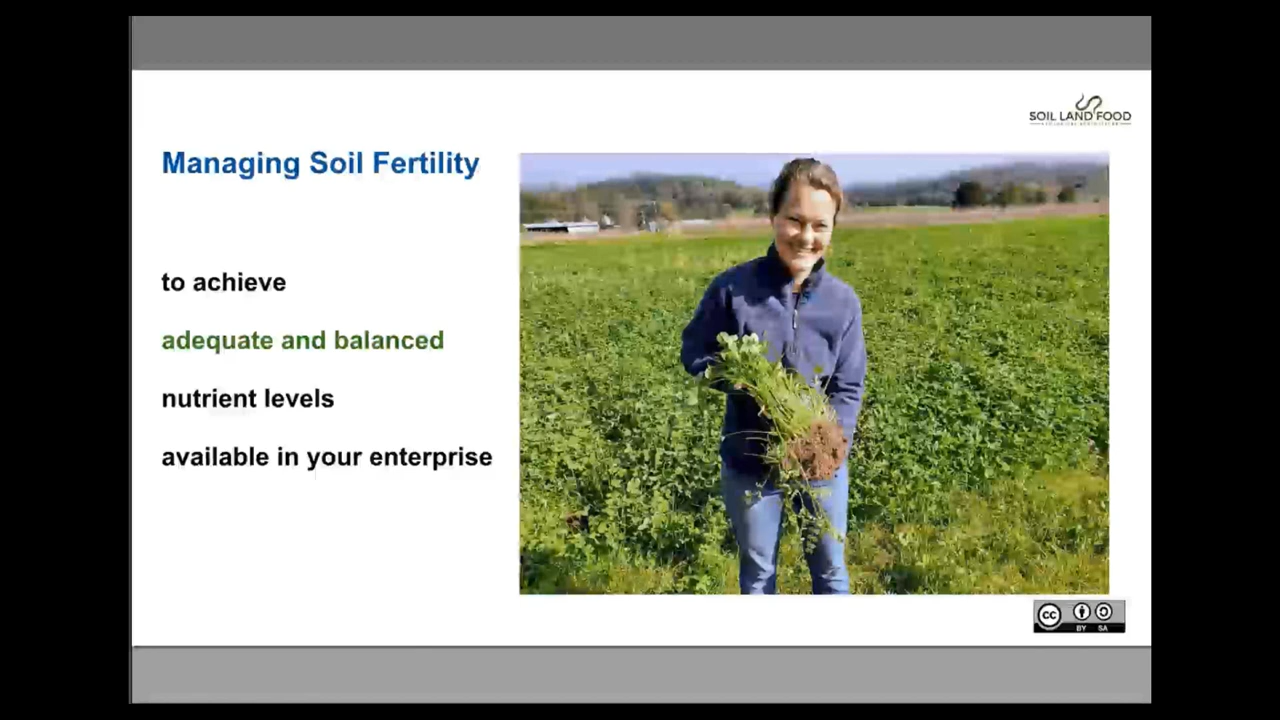 SOIL LAND FOOD
Managing Soil Fertility
to achieve
adequate and balanced
nutrient levels
available in your enterprise
cc
BY SA